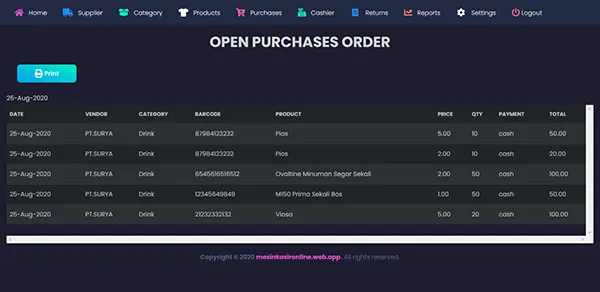 Home Supplier Category Products Purchases Cashier Returns Reports Settings Logout
OPEN PURCHASES ORDER
Print
25-Aug-2020
DATE VENDOR CATEGORY BARCODE PRODUCT PRICE QTY PAYMENT TOTAL
25-Aug-2020 PT.SURYA Drink 87984123232 Pios 5.00 10 cash 50.00
25-Aug-2020 PT.SURYA Drink 87984123232 Pios 2.00 10 cash 20.00
25-Aug-2020 PT.SURYA Drink 6545616516512 Ovaltine Minuman Segar Sekali 2.00 50 cash 100.00
25-Aug-2020 PT.SURYA Drink 12345649849 M150 Prima Sekali Bos 1.00 50 cash 50.00
25-Aug-2020 PT.SURYA Drink 21232332132 Viosa 5.00 20 cash 100.00
Copyright © 2020 mesinkasironline.web.app. All rights reserved.